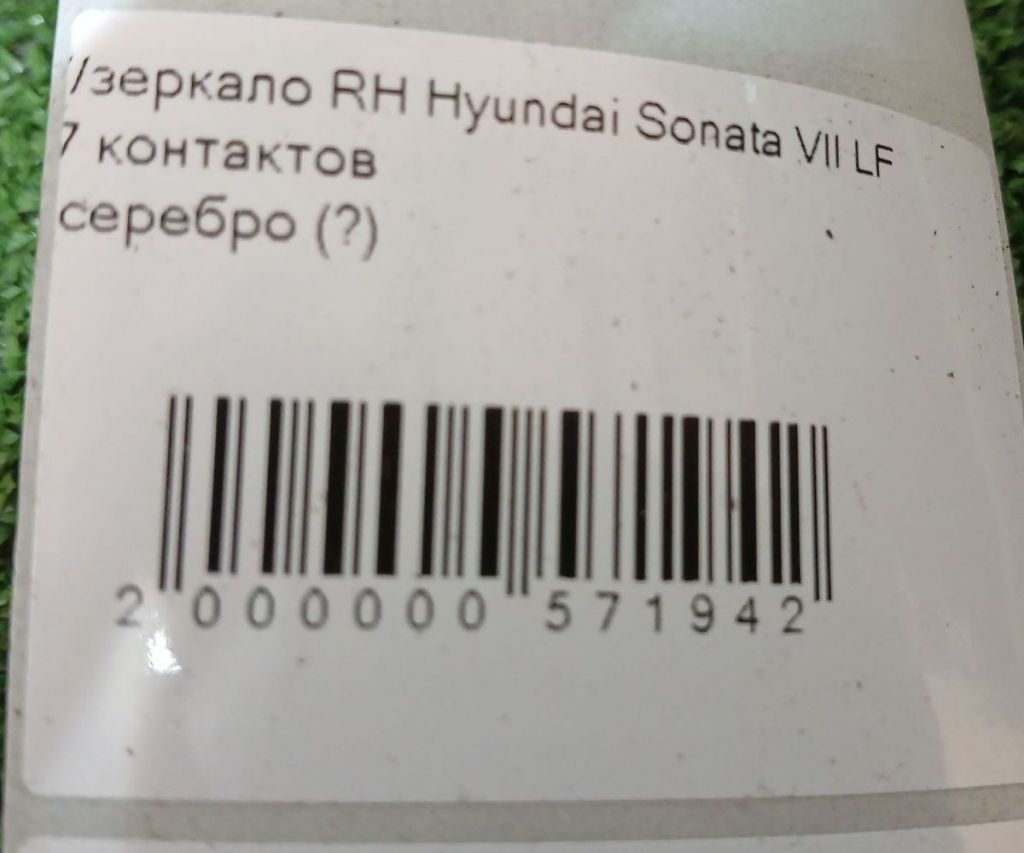 /зеркало RH Hyundai Sonata VII LF
7 контактов
серебро (?)
2 000000 571942